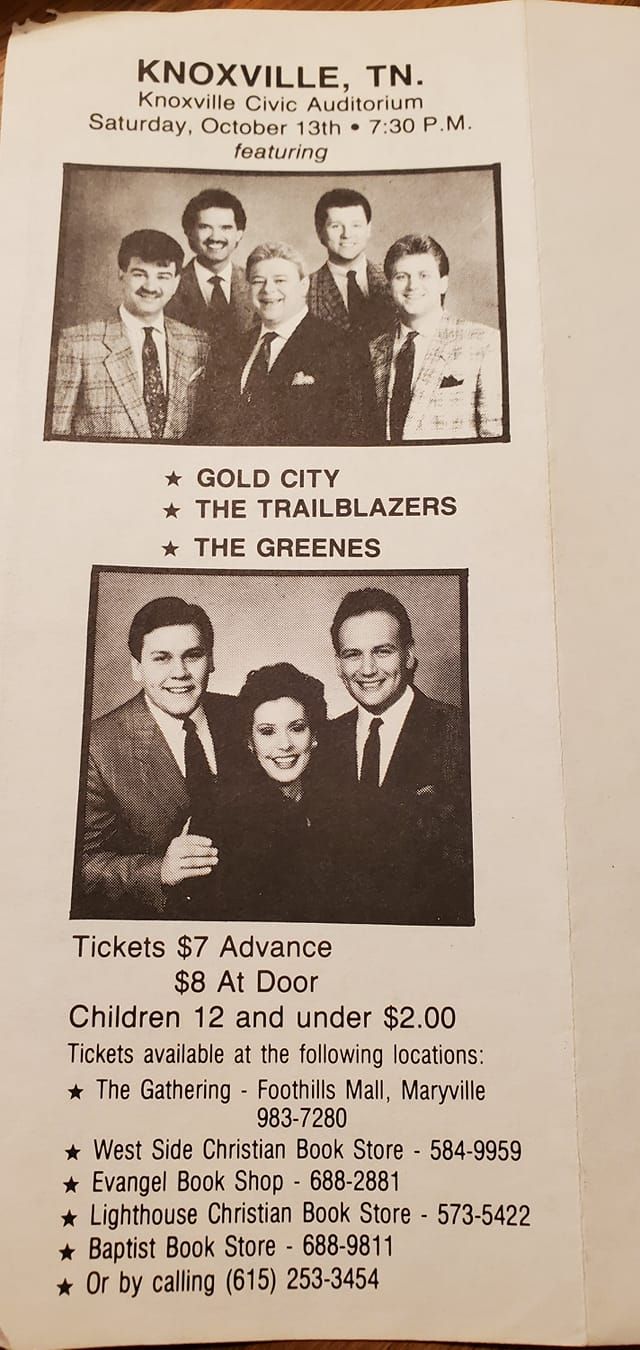 KNOXVILLE, TN.
Knoxville Civic Auditorium
Saturday, October 13th • 7:30 P.M.
featuring
★ GOLD CITY
★ THE TRAILBLAZERS
★ THE GREENES
Tickets $7 Advance
$8 At Door
Children 12 and under $2.00
Tickets available at the following locations:
★ The Gathering - Foothills Mall, Maryville
983-7280
★ West Side Christian Book Store - 584-9959
★ Evangel Book Shop - 688-2881
★ Lighthouse Christian Book Store - 573-5422
★ Baptist Book Store - 688-9811
★ Or by calling (615) 253-3454